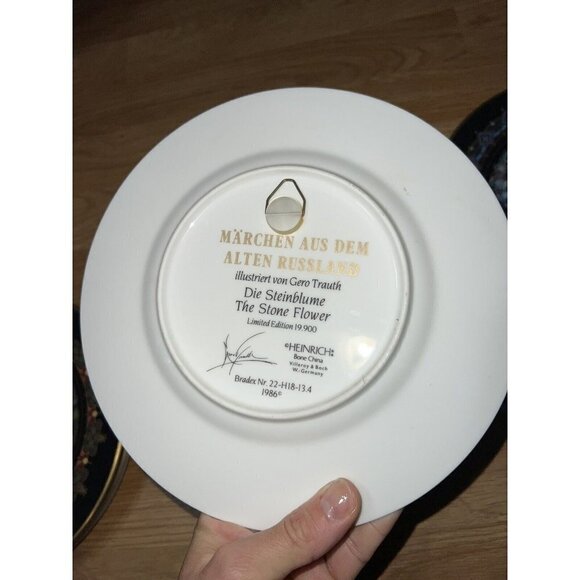 MÄRCHEN AUS DEM
ALTEN RUSSLAND
illustriert von Gero Trauth
Die Steinblume
The Stone Flower
Limited Edition 19.900
©HEINRICH
Bone China
Villeroy & Boch
W.-Germany
Bradex Nr. 22-H18-13.4
1986©